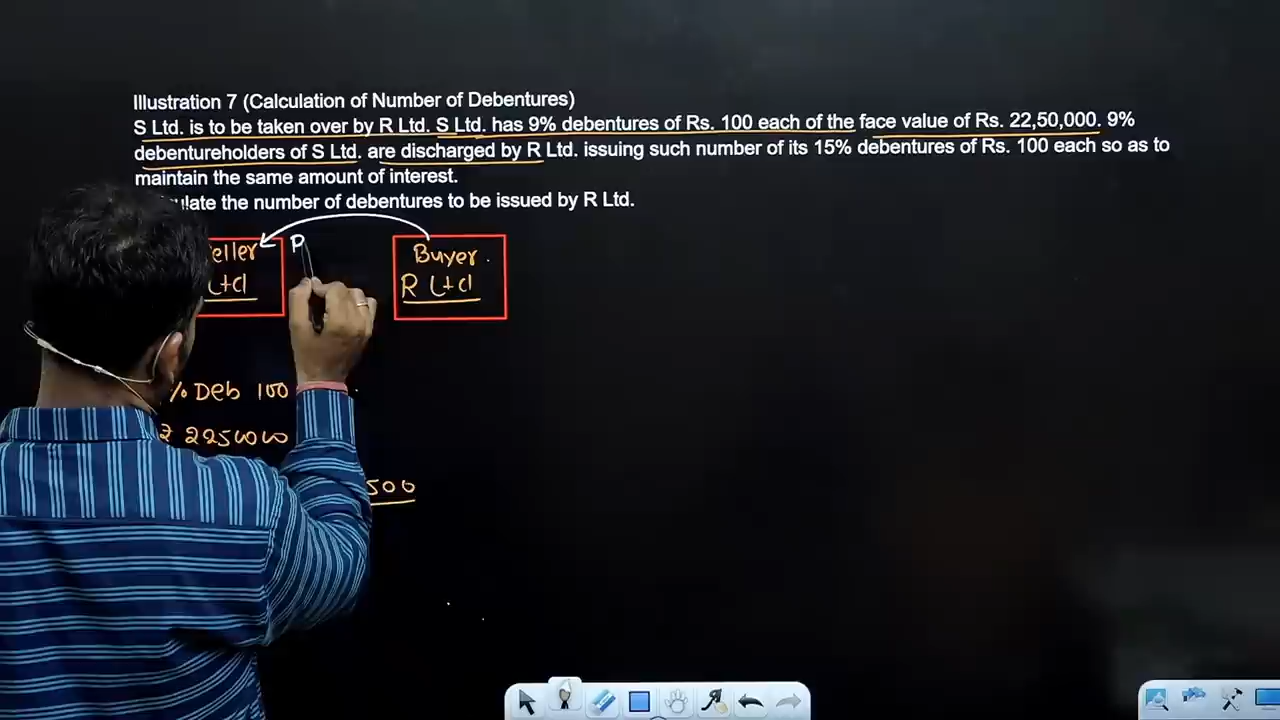 Illustration 7 (Calculation of Number of Debentures)
S Ltd. is to be taken over by R Ltd. S Ltd. has 9% debentures of Rs. 100 each of the face value of Rs. 22,50,000. 9%
debentureholders of S Ltd. are discharged by R Ltd. issuing such number of its 15% debentures of Rs. 100 each so as to
maintain the same amount of interest.
the number of debentures to be issued by R Ltd.
P
Buyer
Ltd
R Ltd
% Deb 100
2250000
500